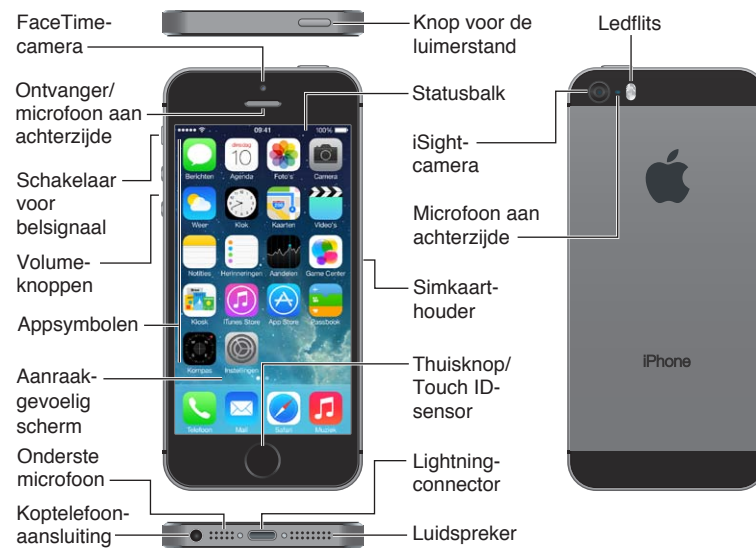 FaceTime-
camera
Ontvanger/
microfoon aan
achterzijde
Schakelaar
voor
belsignaal
Volume-
knoppen
Appsymbolen
Aanraak-
gevoelig
scherm
Onderste
microfoon
Koptelefoon-
aansluiting
09:41
100%
dinsdag
10
Berichten Agenda Foto's Camera
Weer Klok Kaarten Video's
Notities Herinneringen Aandelen Game Center
Kiosk iTunes Store App Store Passbook
Kompas Instellingen
Telefoon Mail Safari Muziek
Knop voor de
luimerstand
Statusbalk
iSight-
camera
Microfoon aan
achterzijde
Simkaart-
houder
Thuisknop/
Touch ID-
sensor
Lightning-
connector
Luidspreker
Ledflits
iPhone